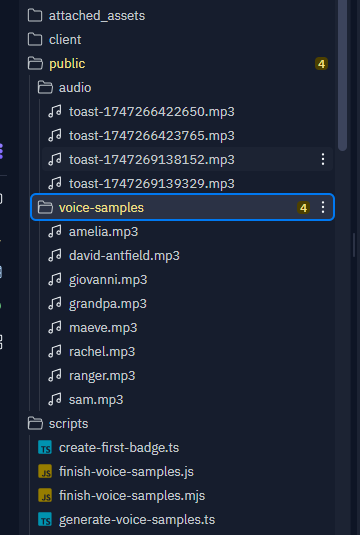 attached_assets
client
public 4
audio
toast-1747266422650.mp3
toast-1747266423765.mp3
toast-1747269138152.mp3
toast-1747269139329.mp3
voice-samples 4
amelia.mp3
david-antfield.mp3
giovanni.mp3
grandpa.mp3
maeve.mp3
rachel.mp3
ranger.mp3
sam.mp3
scripts
TS create-first-badge.ts
JS finish-voice-samples.js
JS finish-voice-samples.mjs
TS generate-voice-samples.ts